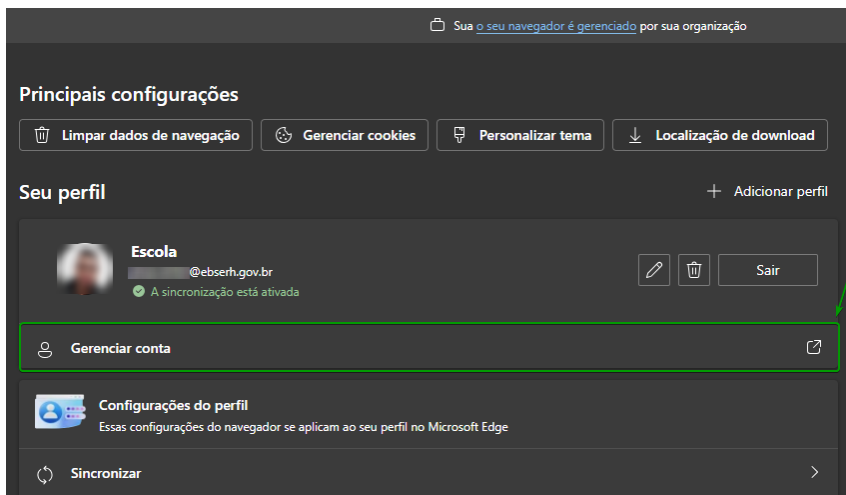 Sua o seu navegador é gerenciado por sua organização
Principais configurações
Limpar dados de navegação
Gerenciar cookies
Personalizar tema
Localização de download
Seu perfil
Adicionar perfil
Escola
@ebserh.gov.br
A sincronização está ativada
Sair
Gerenciar conta
Configurações do perfil
Essas configurações do navegador se aplicam ao seu perfil no Microsoft Edge
Sincronizar